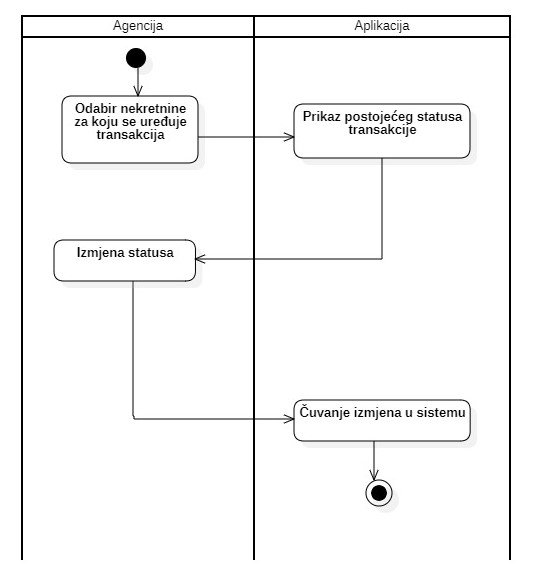 Agencija
Aplikacija
Odabir nekretnine
za koju se uređuje
transakcija
Prikaz postojećeg statusa
transakcije
Izmjena statusa
Čuvanje izmjena u sistemu